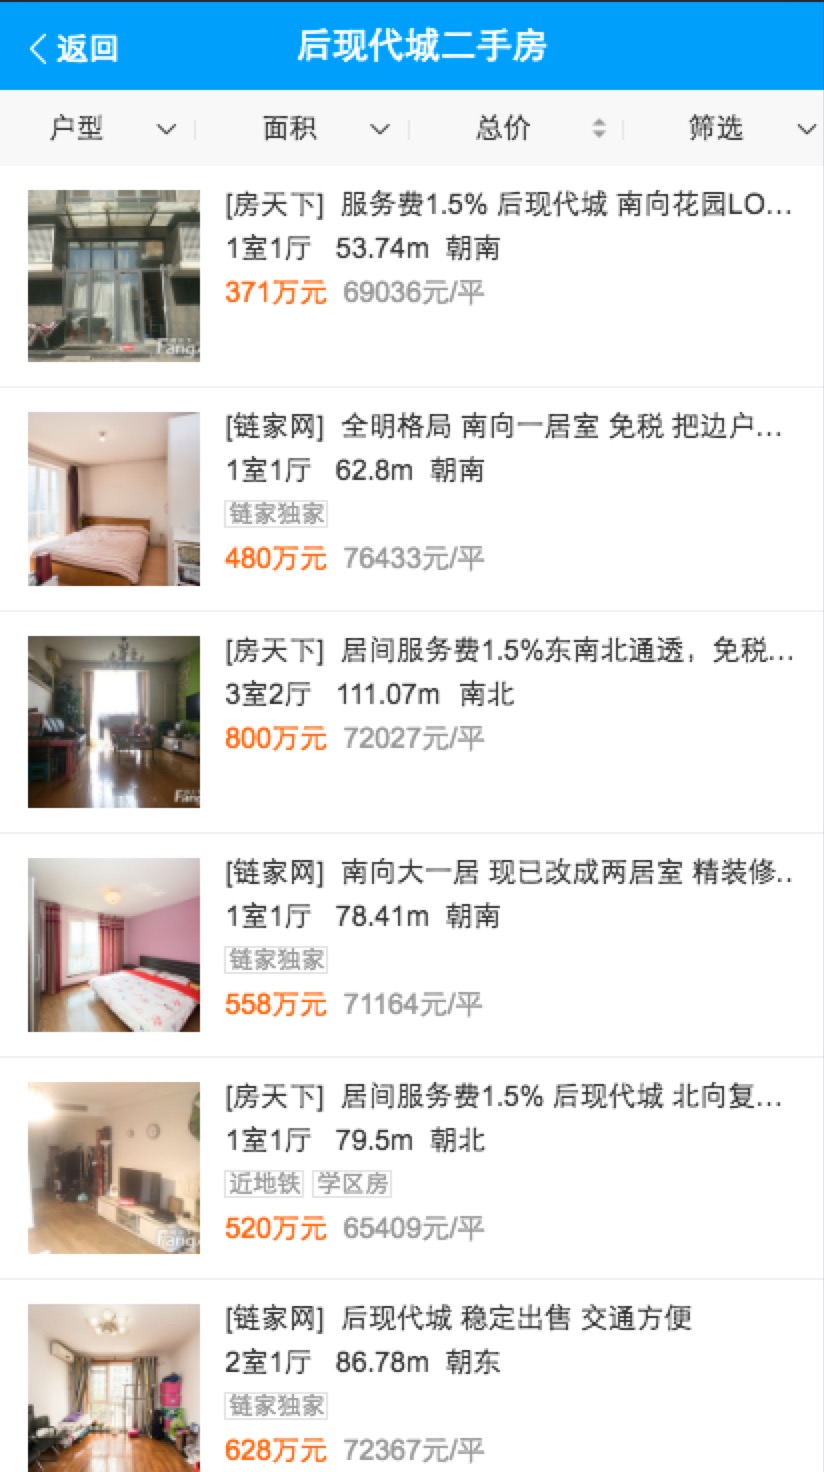 返回 后现代城二手房
户型 面积 总价 筛选
[房天下] 服务费1.5% 后现代城 南向花园LO...
1室1厅 53.74m 朝南
371万元 69036元/平
Fang
[链家网] 全明格局 南向一居室 免税 把边户...
1室1厅 62.8m 朝南
链家独家
480万元 76433元/平
[房天下] 居间服务费1.5%东南北通透，免税...
3室2厅 111.07m 南北
800万元 72027元/平
Fang
[链家网] 南向大一居 现已改成两居室 精装修..
1室1厅 78.41m 朝南
链家独家
558万元 71164元/平
[房天下] 居间服务费1.5% 后现代城 北向复...
1室1厅 79.5m 朝北
近地铁 学区房
520万元 65409元/平
Fang
[链家网] 后现代城 稳定出售 交通方便
2室1厅 86.78m 朝东
链家独家
628万元 72367元/平